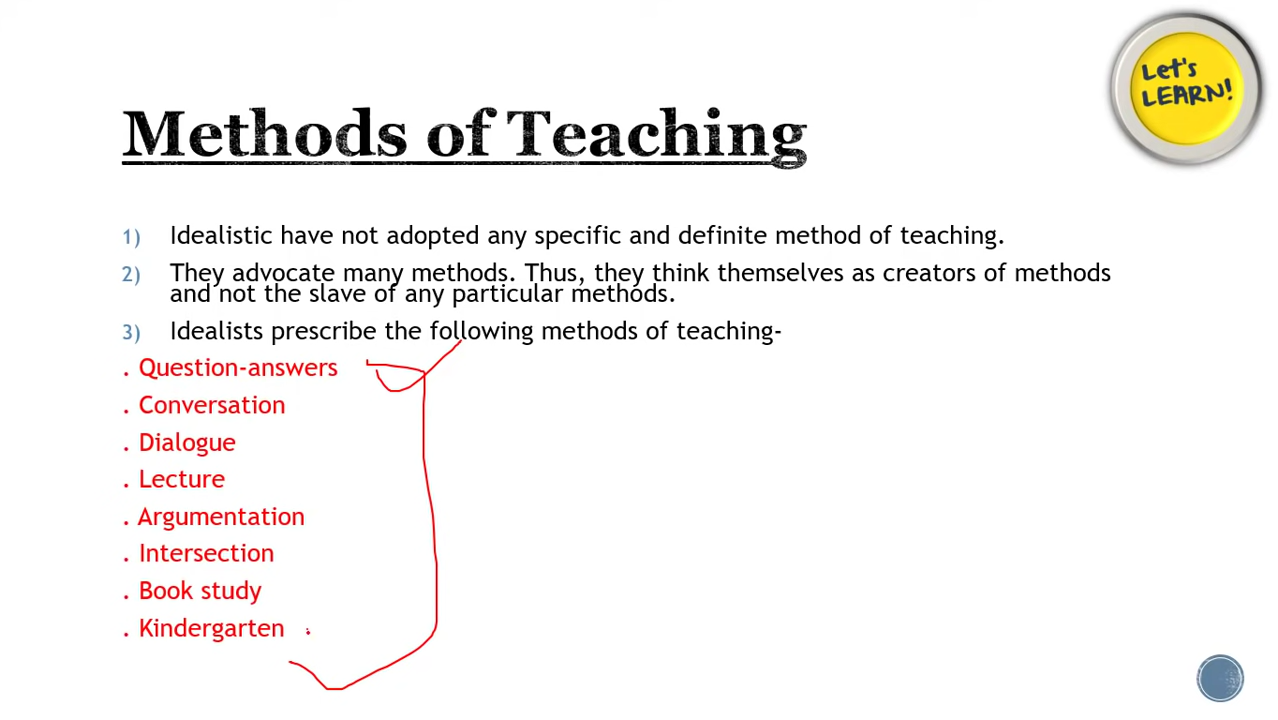 Let's
LEARN!
Methods of Teaching
1) Idealistic have not adopted any specific and definite method of teaching.
2) They advocate many methods. Thus, they think themselves as creators of methods
and not the slave of any particular methods.
3) Idealists prescribe the following methods of teaching-
. Question-answers
. Conversation
. Dialogue
. Lecture
. Argumentation
. Intersection
. Book study
. Kindergarten